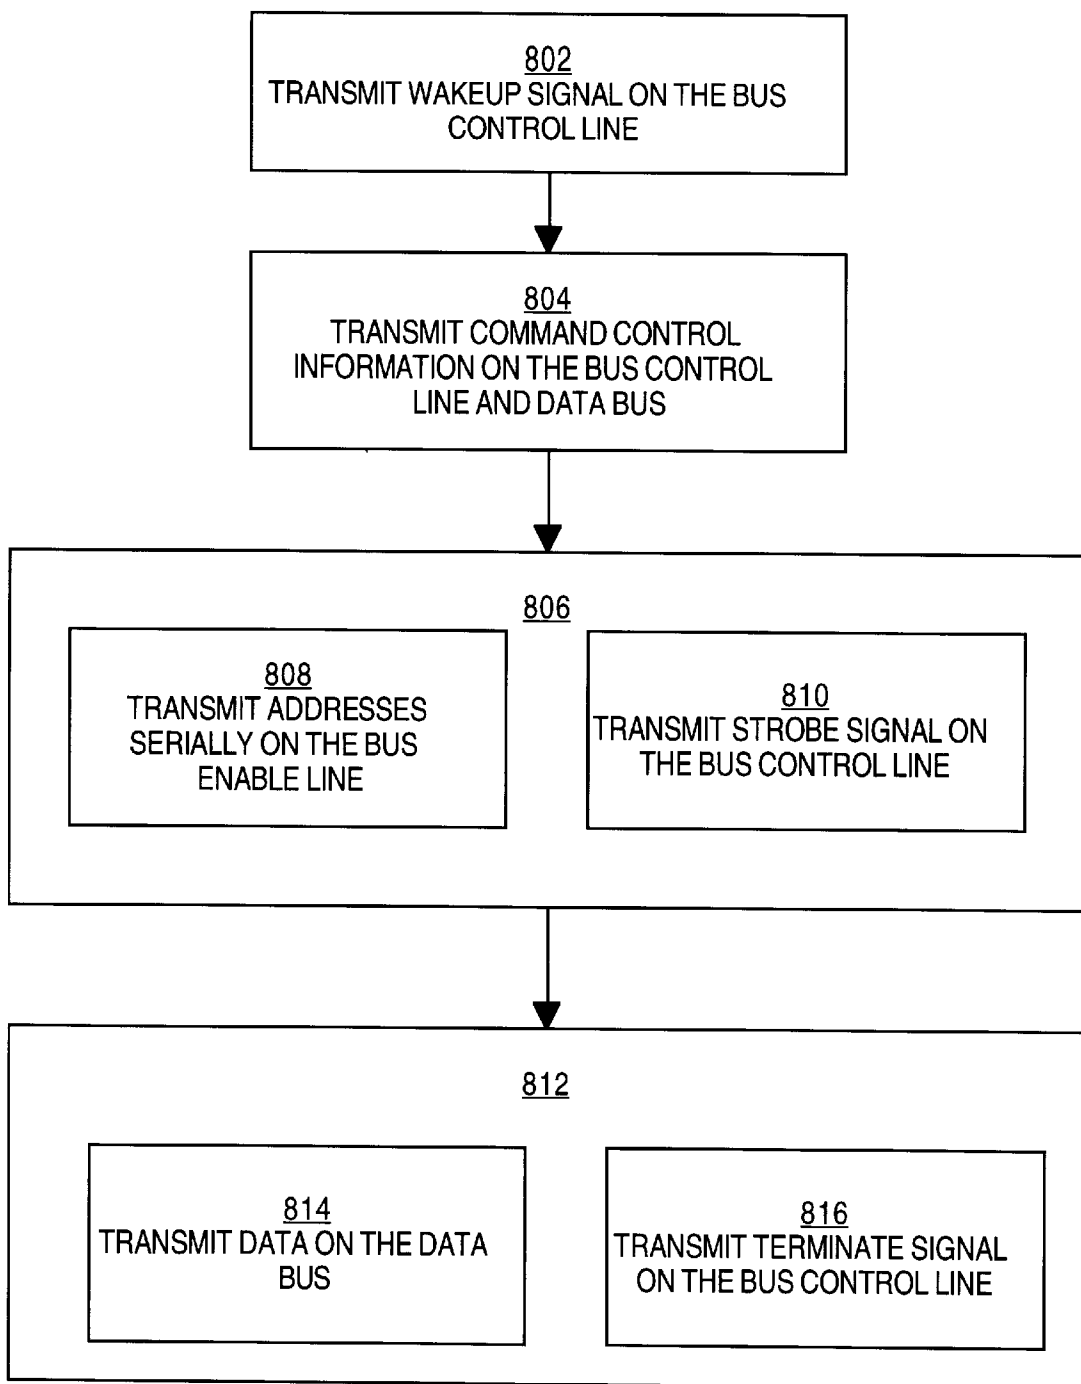 802
TRANSMIT WAKEUP SIGNAL ON THE BUS
CONTROL LINE
804
TRANSMIT COMMAND CONTROL
INFORMATION ON THE BUS CONTROL
LINE AND DATA BUS
806
808
TRANSMIT ADDRESSES
SERIALLY ON THE BUS
ENABLE LINE
810
TRANSMIT STROBE SIGNAL ON
THE BUS CONTROL LINE
812
814
TRANSMIT DATA ON THE DATA
BUS
816
TRANSMIT TERMINATE SIGNAL
ON THE BUS CONTROL LINE